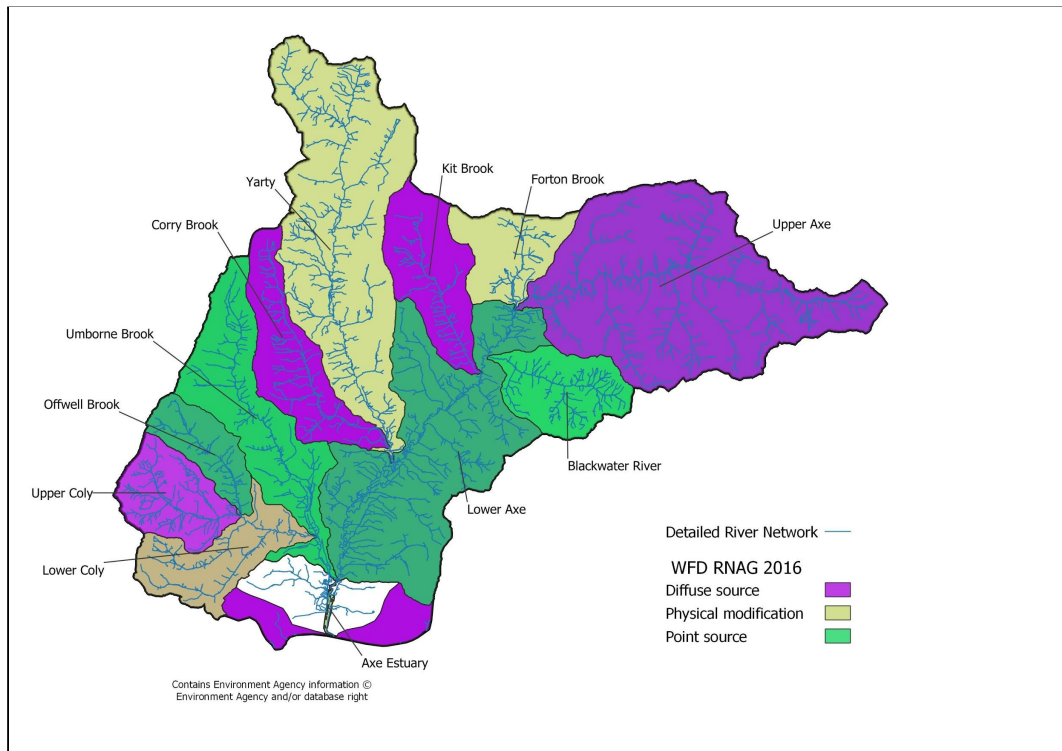 Kit Brook
Forton Brook
Yarty
Upper Axe
Corry Brook
Umborne Brook
Offwell Brook
Blackwater River
Upper Coly
Lower Axe
Detailed River Network
Lower Coly
WFD RNAG 2016
Diffuse source
Physical modification
Point source
Axe Estuary
Contains Environment Agency information ©
Environment Agency and/or database right